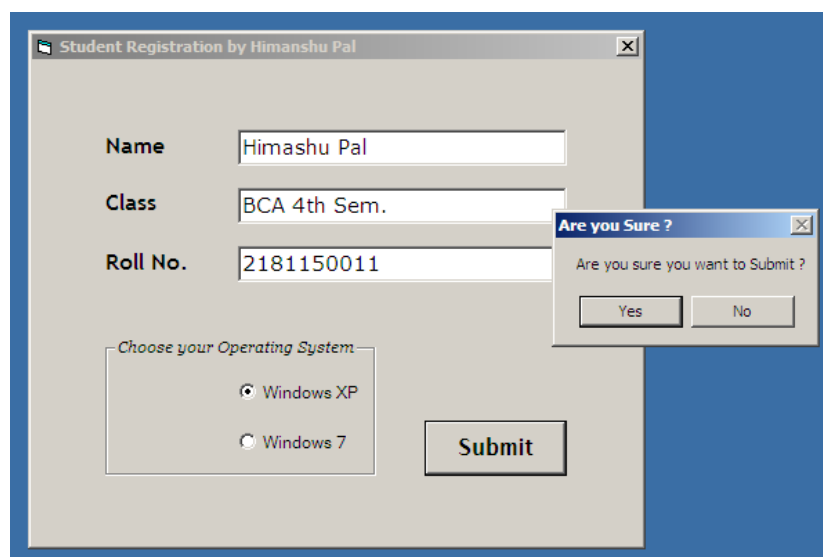 Student Registration by Himanshu Pal
Name
Himashu Pal
Class
BCA 4th Sem.
Roll No.
2181150011
Are you Sure ?
Are you sure you want to Submit ?
Yes No
Choose your Operating System
Windows XP
Windows 7
Submit